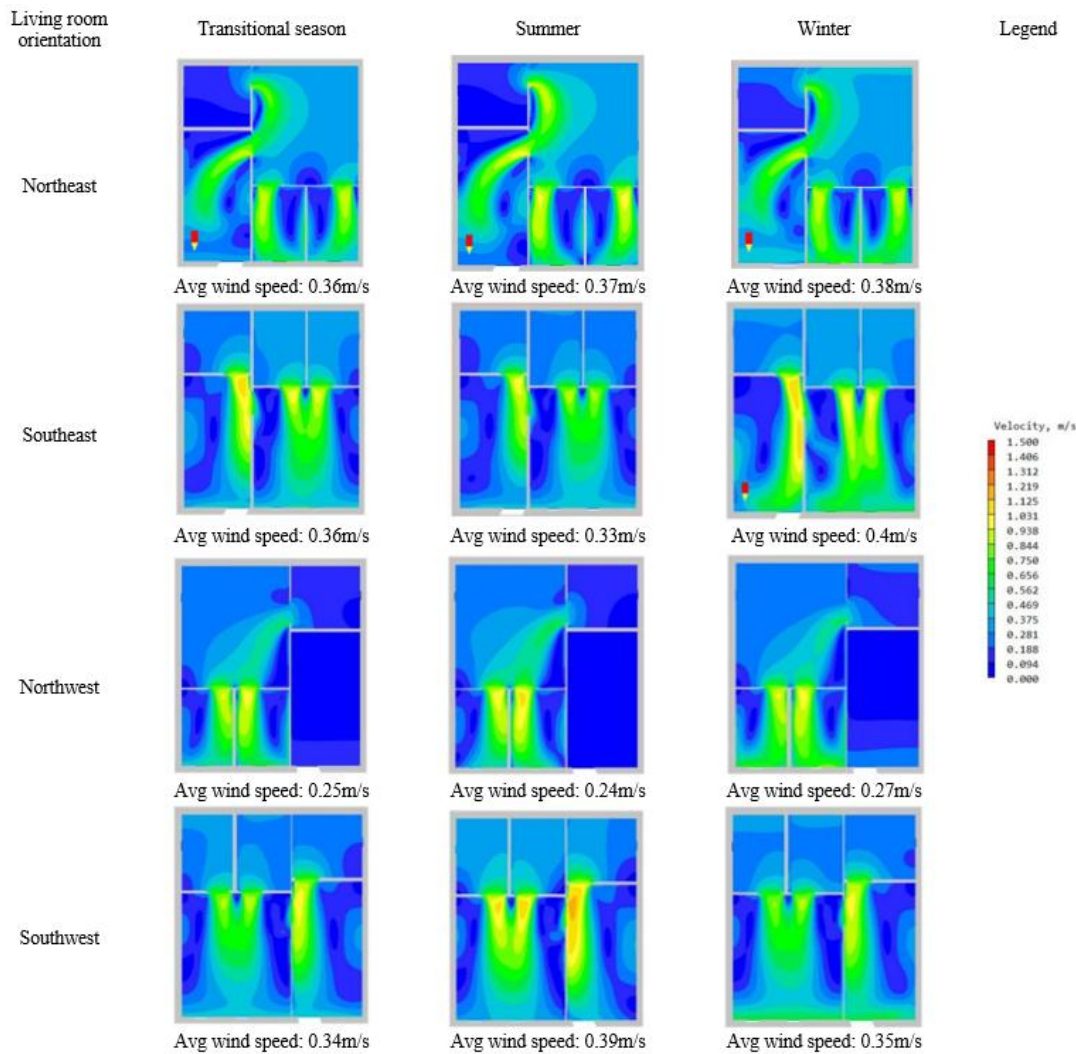 Living room
orientation
Transitional season
Summer
Winter
Legend
Northeast
Avg wind speed: 0.36m/s
Avg wind speed: 0.37m/s
Avg wind speed: 0.38m/s
Southeast
Avg wind speed: 0.36m/s
Avg wind speed: 0.33m/s
Avg wind speed: 0.4m/s
Velocity, m/s
1.500
1.406
1.312
1.219
1.125
1.031
0.938
0.844
0.750
0.656
0.562
0.469
0.375
0.281
0.188
0.094
0.000
Northwest
Avg wind speed: 0.25m/s
Avg wind speed: 0.24m/s
Avg wind speed: 0.27m/s
Southwest
Avg wind speed: 0.34m/s
Avg wind speed: 0.39m/s
Avg wind speed: 0.35m/s